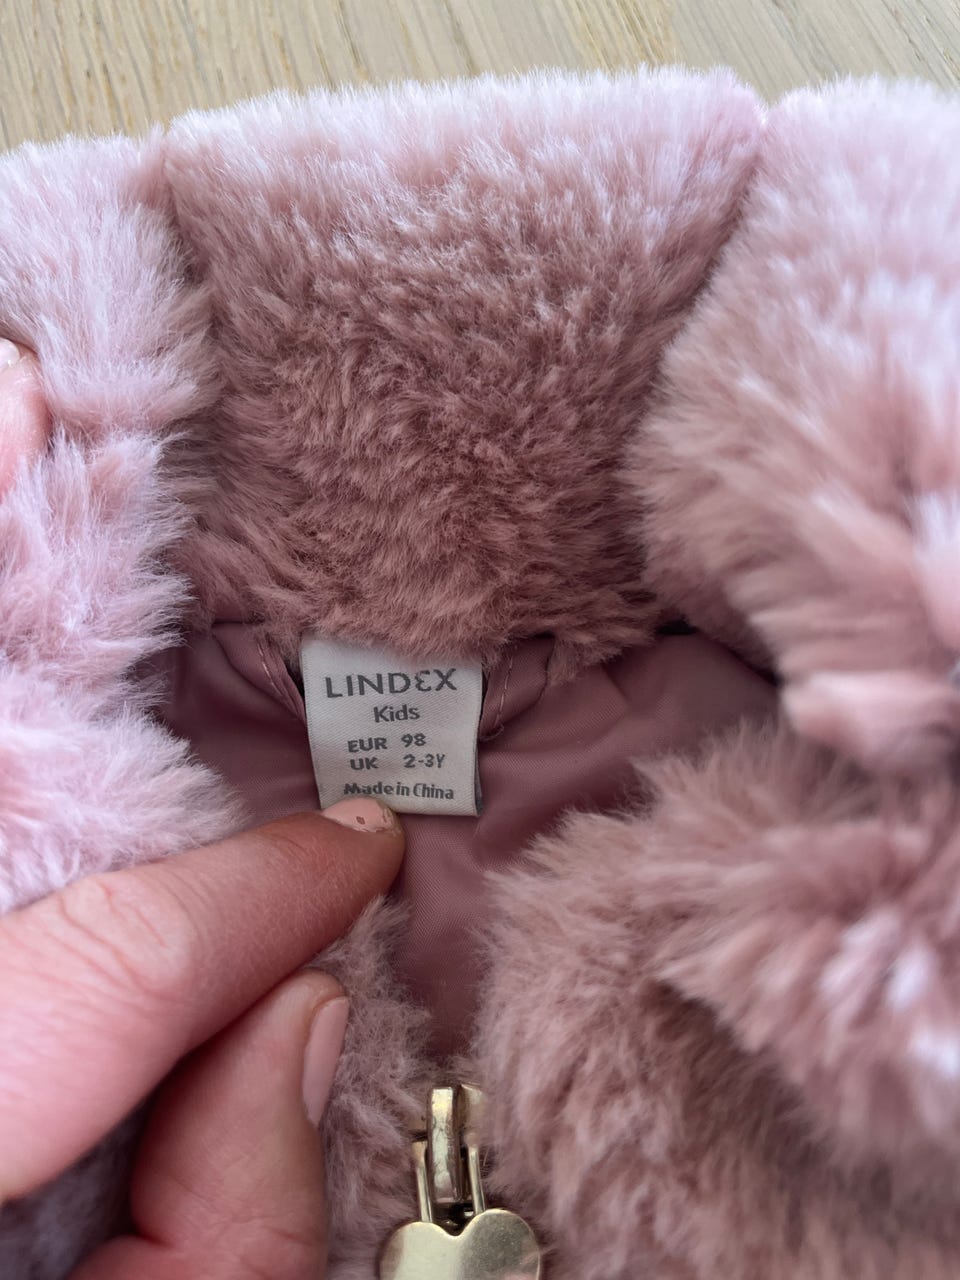 LINDEX
Kids
EUR 98
UK 2-3Y
Made in China